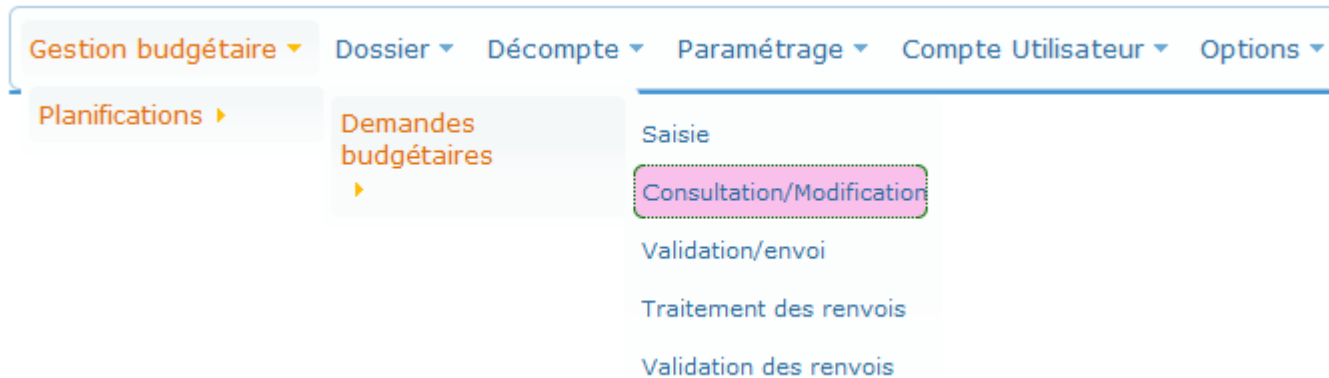 Gestion budgétaire Dossier Décompte Paramétrage Compte Utilisateur Options
Planifications
Demandes
budgétaires
Saisie
Consultation/Modification
Validation/envoi
Traitement des renvois
Validation des renvois